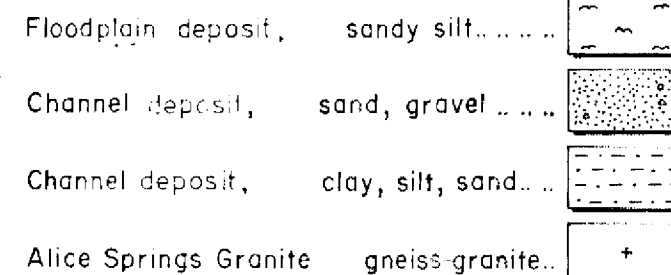 Floodplain deposit, sandy silt.. .. .. ..
Channel deposit, sand, gravel .. .. ..
Channel deposit, clay, silt, sand.. ..
Alice Springs Granite gneiss-granite..